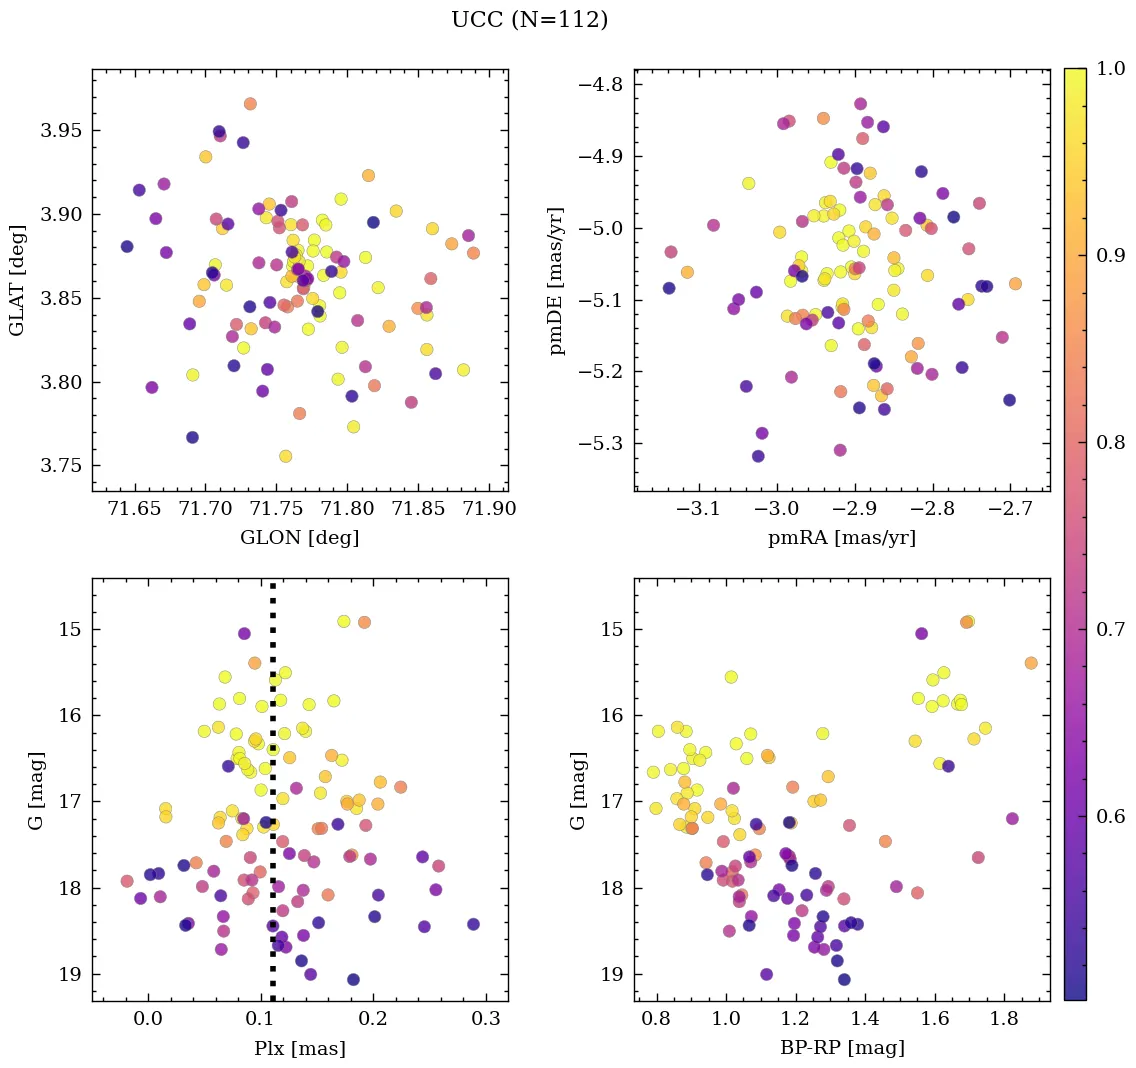 UCC (N=112)
3.95
3.90
3.85
3.80
3.75
GLAT [deg]
71.65 71.70 71.75 71.80 71.85 71.90
GLON [deg]
−4.8
−4.9
−5.0
−5.1
−5.2
−5.3
pmDE [mas/yr]
−3.1 −3.0 −2.9 −2.8 −2.7
pmRA [mas/yr]
1.0
0.9
0.8
0.7
0.6
15
16
17
18
19
G [mag]
0.0 0.1 0.2 0.3
Plx [mas]
15
16
17
18
19
G [mag]
0.8 1.0 1.2 1.4 1.6 1.8
BP-RP [mag]